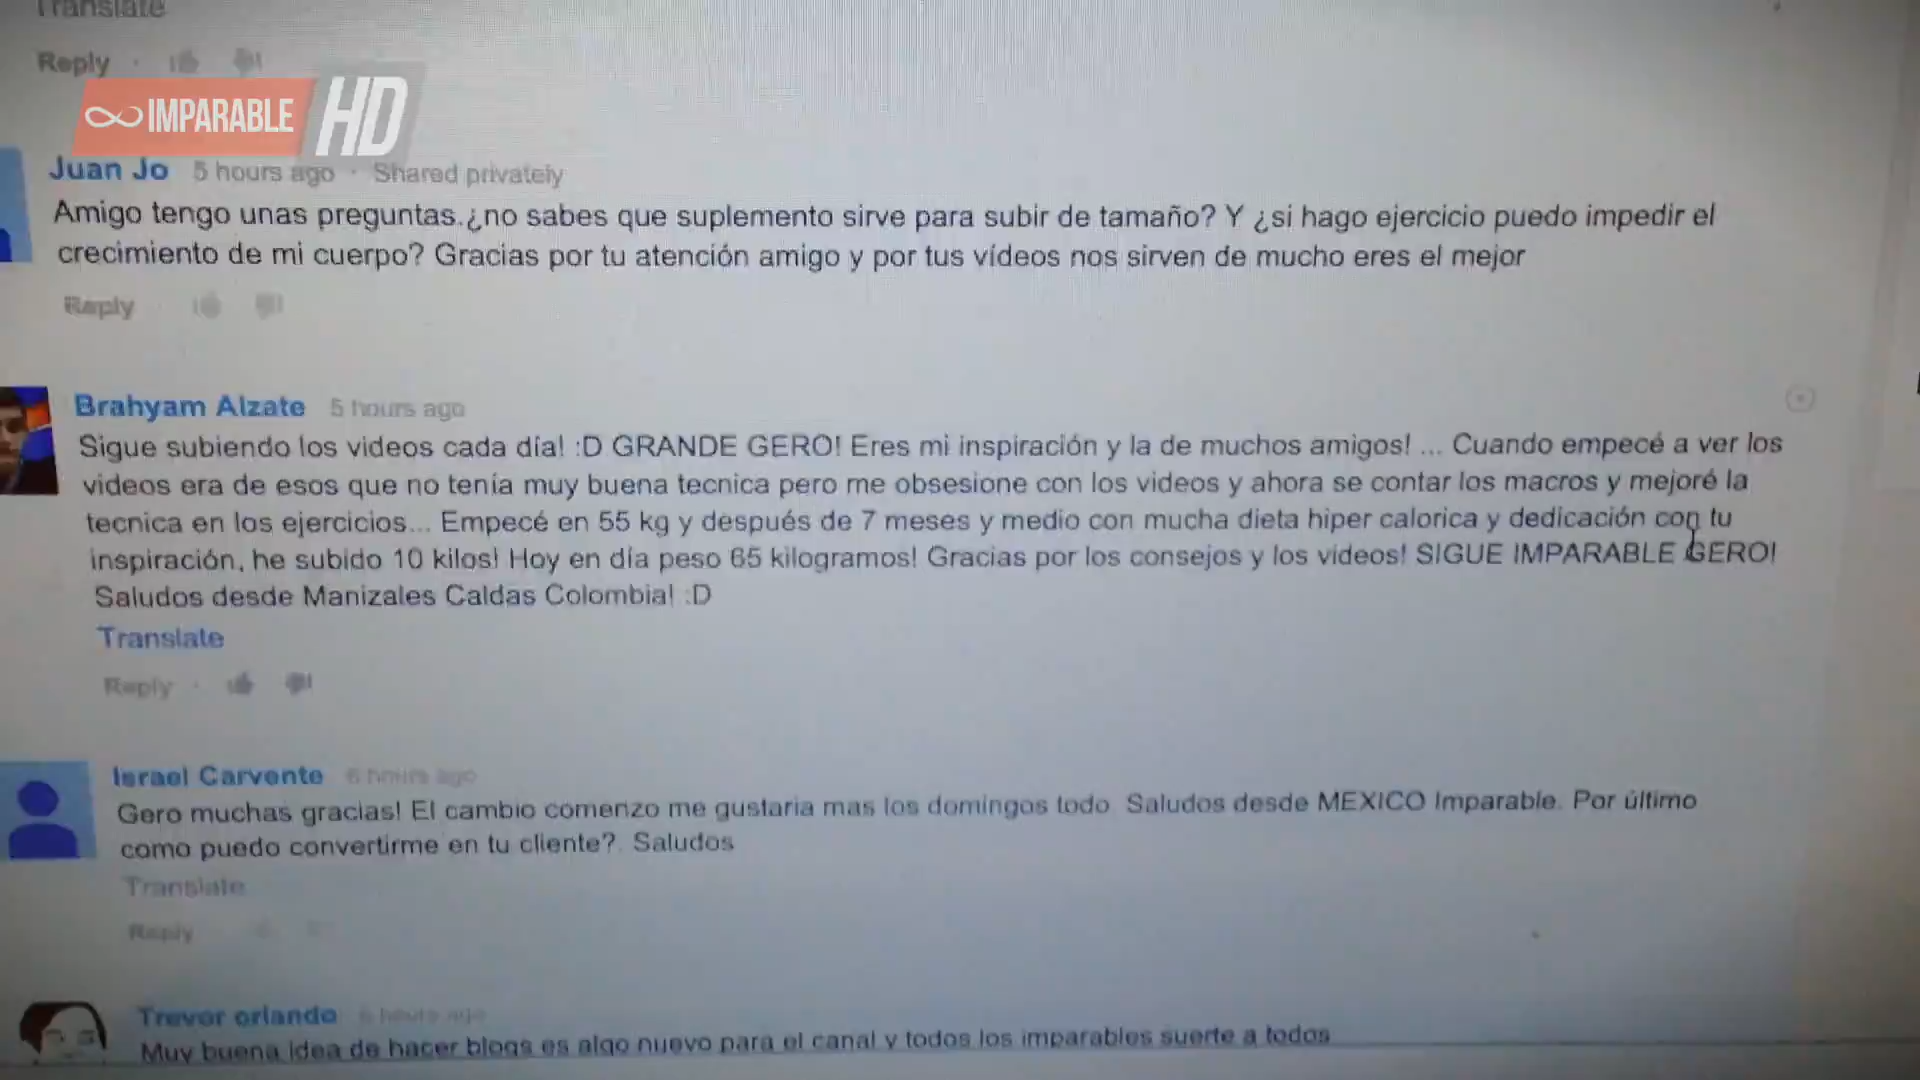 Translate
Reply
IMPARABLE HD
Juan Jo 5 hours ago · Shared privately
Amigo tengo unas preguntas.¿no sabes que suplemento sirve para subir de tamaño? Y ¿si hago ejercicio puedo impedir el
crecimiento de mi cuerpo? Gracias por tu atención amigo y por tus vídeos nos sirven de mucho eres el mejor
Reply
Brahyam Alzate 5 hours ago
Sigue subiendo los videos cada día! :D GRANDE GERO! Eres mi inspiración y la de muchos amigos! ... Cuando empecé a ver los
videos era de esos que no tenía muy buena tecnica pero me obsesione con los videos y ahora se contar los macros y mejoré la
tecnica en los ejercicios... Empecé en 55 kg y después de 7 meses y medio con mucha dieta hiper calorica y dedicación con tu
inspiración, he subido 10 kilos! Hoy en día peso 65 kilogramos! Gracias por los consejos y los videos! SIGUE IMPARABLE GERO!
Saludos desde Manizales Caldas Colombia! :D
Translate
Reply ·
Israel Carvente 6 hours ago
Gero muchas gracias! El cambio comenzo me gustaria mas los domingos todo. Saludos desde MEXICO Imparable. Por último
como puedo convertirme en tu cliente?. Saludos
Translate
Reply
Trevor orlando 6 hours ago
Muy buena idea de hacer blogs es algo nuevo para el canal y todos los imparables suerte a todos